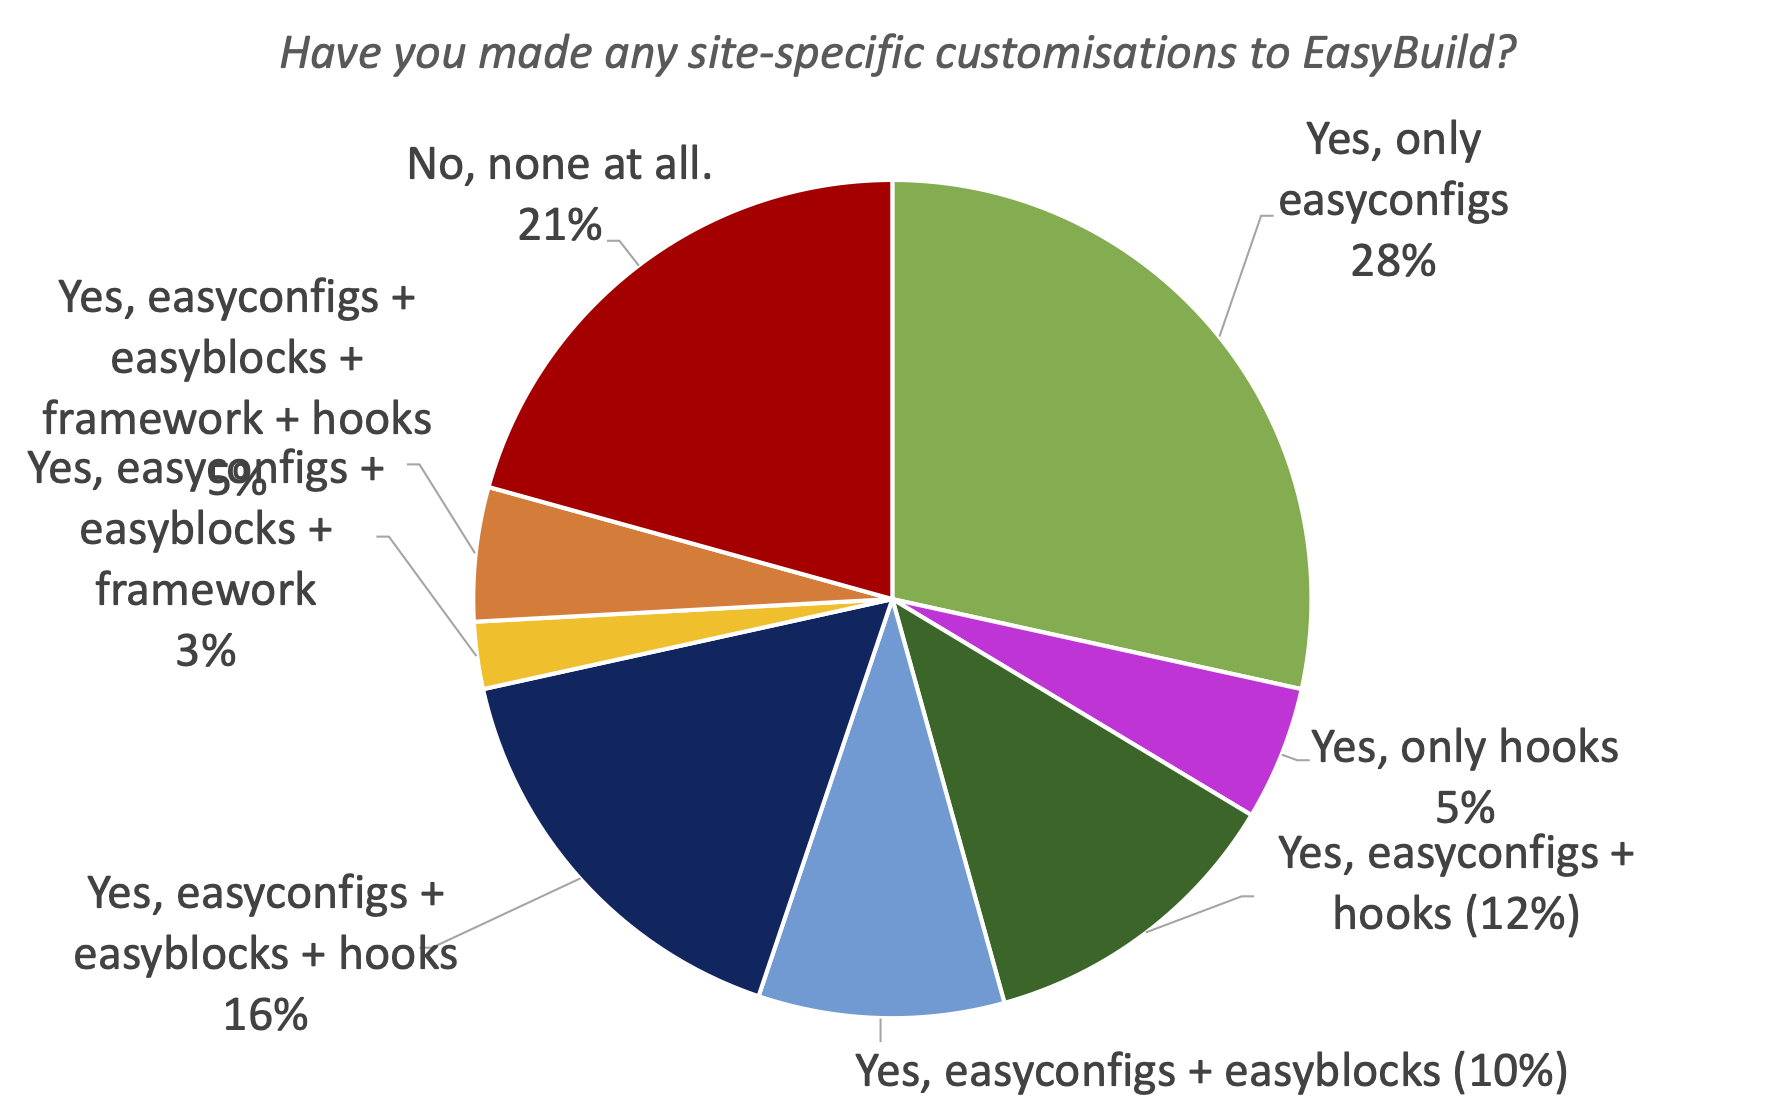 Have you made any site-specific customisations to EasyBuild?
Yes, only
easyconfigs
28%
Yes, only hooks
5%
Yes, easyconfigs +
hooks (12%)
Yes, easyconfigs + easyblocks (10%)
Yes, easyconfigs +
easyblocks + hooks
16%
Yes, easyconfigs +
easyblocks +
framework
3%
Yes, easyconfigs +
easyblocks +
framework + hooks
5%
No, none at all.
21%